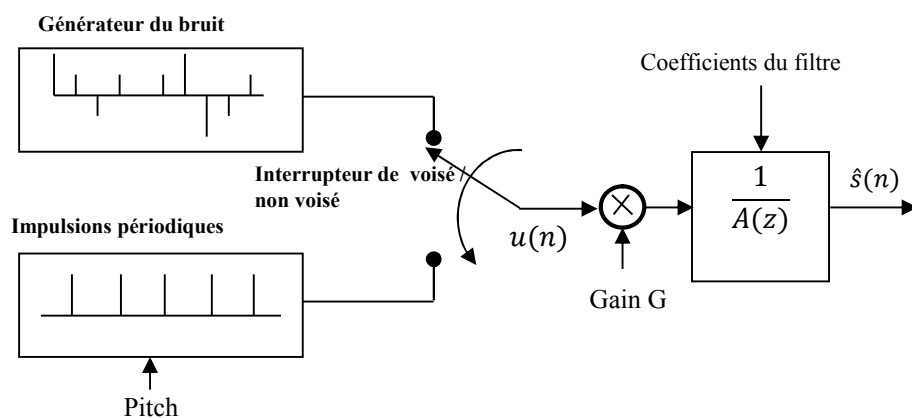 Générateur du bruit
Coefficients du filtre
Interrupteur de voisé /
non voisé
1
A(z)
ŝ(n)
u(n)
Impulsions périodiques
Gain G
Pitch